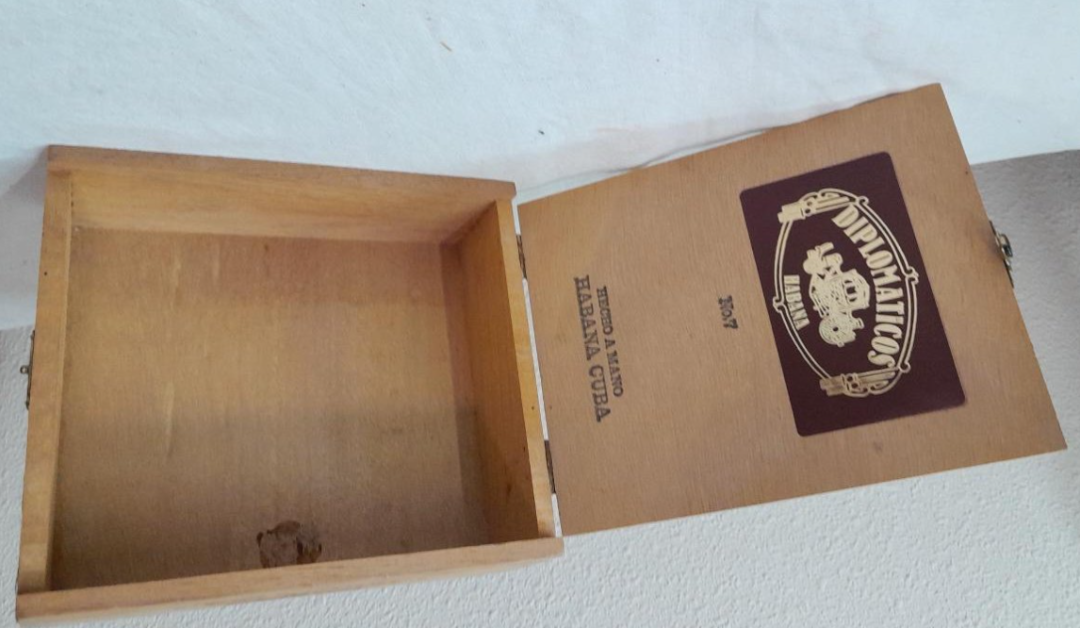 DIPLOMATICOS
HABANA
No.7
HECHO A MANO
HABANA CUBA